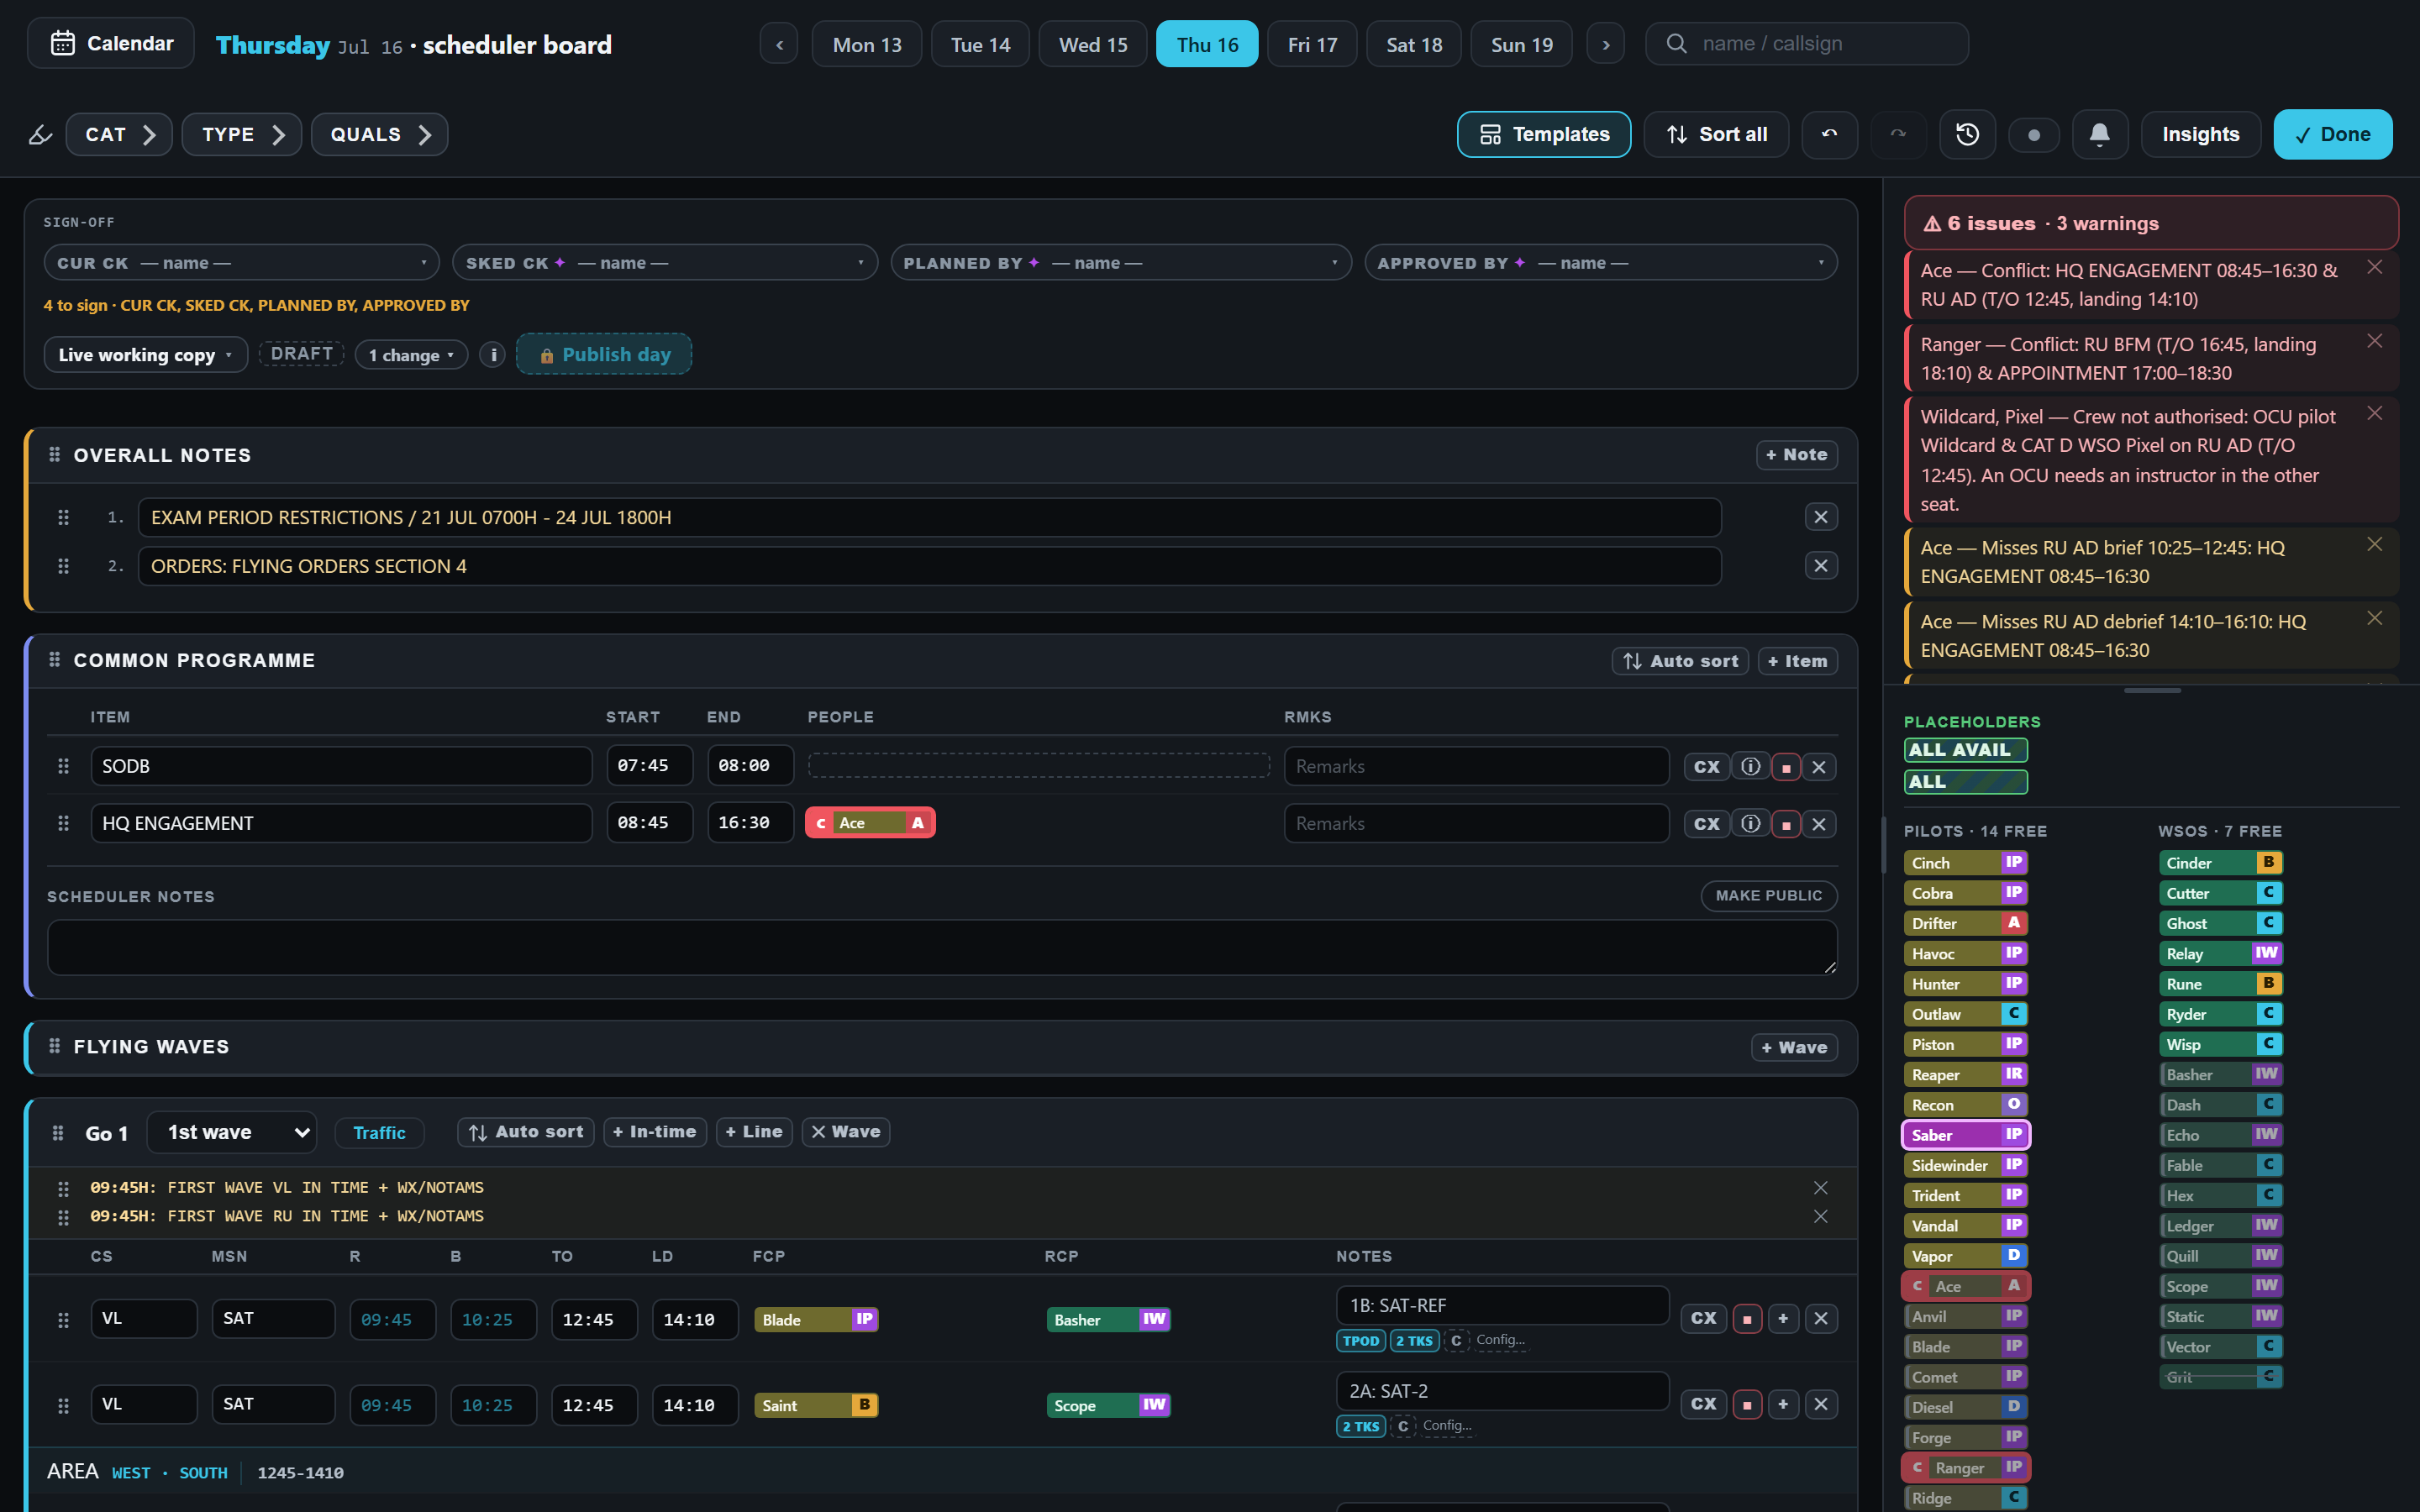 Calendar
Thursday Jul 16 · scheduler board
‹ Mon 13 Tue 14 Wed 15 Thu 16 Fri 17 Sat 18 Sun 19 ›
name / callsign
CAT TYPE QUALS
Templates Sort all Insights ✓ Done
SIGN-OFF
CUR CK — name — SKED CK ✦ — name — PLANNED BY ✦ — name — APPROVED BY ✦ — name —
4 to sign · CUR CK, SKED CK, PLANNED BY, APPROVED BY
Live working copy DRAFT 1 change i Publish day
OVERALL NOTES + Note
1. EXAM PERIOD RESTRICTIONS / 21 JUL 0700H - 24 JUL 1800H
2. ORDERS: FLYING ORDERS SECTION 4
COMMON PROGRAMME Auto sort + Item
ITEM START END PEOPLE RMKS
SODB 07:45 08:00 Remarks CX
HQ ENGAGEMENT 08:45 16:30 C Ace A Remarks CX
SCHEDULER NOTES MAKE PUBLIC
FLYING WAVES + Wave
Go 1 1st wave Traffic Auto sort + In-time + Line ✕ Wave
09:45H: FIRST WAVE VL IN TIME + WX/NOTAMS
09:45H: FIRST WAVE RU IN TIME + WX/NOTAMS
CS MSN R B TO LD FCP RCP NOTES
VL SAT 09:45 10:25 12:45 14:10 Blade IP Basher IW 1B: SAT-REF CX
TPOD 2 TKS C Config...
VL SAT 09:45 10:25 12:45 14:10 Saint B Scope IW 2A: SAT-2 CX
2 TKS C Config...
AREA WEST · SOUTH 1245-1410
⚠ 6 issues · 3 warnings
Ace — Conflict: HQ ENGAGEMENT 08:45–16:30 &
RU AD (T/O 12:45, landing 14:10)
Ranger — Conflict: RU BFM (T/O 16:45, landing
18:10) & APPOINTMENT 17:00–18:30
Wildcard, Pixel — Crew not authorised: OCU pilot
Wildcard & CAT D WSO Pixel on RU AD (T/O
12:45). An OCU needs an instructor in the other
seat.
Ace — Misses RU AD brief 10:25–12:45: HQ
ENGAGEMENT 08:45–16:30
Ace — Misses RU AD debrief 14:10–16:10: HQ
ENGAGEMENT 08:45–16:30
PLACEHOLDERS
ALL AVAIL
ALL
PILOTS · 14 FREE WSOS · 7 FREE
Cinch IP Cinder B
Cobra IP Cutter C
Drifter A Ghost C
Havoc IP Relay IW
Hunter IP Rune B
Outlaw C Ryder C
Piston IP Wisp C
Reaper IR Basher IW
Recon O Dash C
Saber IP Echo IW
Sidewinder IP Fable C
Trident IP Hex C
Vandal IP Ledger IW
Vapor D Quill IW
C Ace A Scope IW
Anvil IP Static IW
Blade IP Vector C
Comet IP Grit C
Diesel D
Forge IP
C Ranger IP
Ridge C